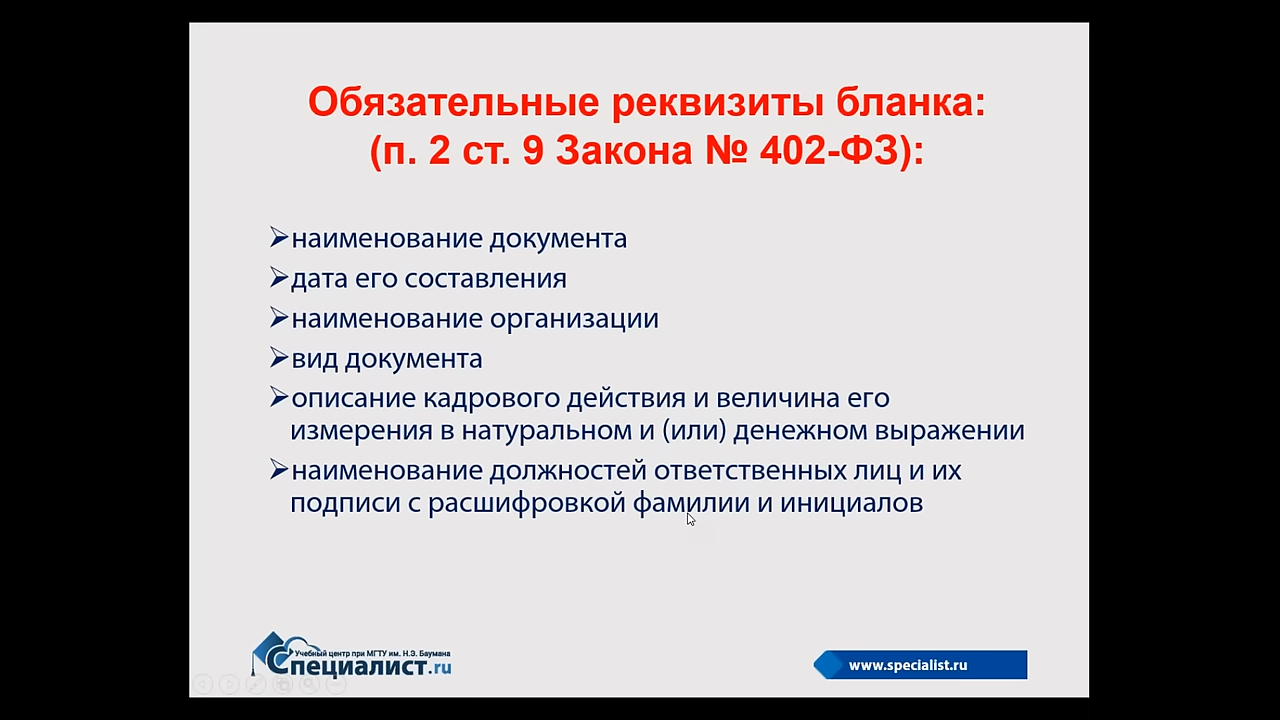 Обязательные реквизиты бланка:
(п. 2 ст. 9 Закона № 402-ФЗ):
наименование документа
дата его составления
наименование организации
вид документа
описание кадрового действия и величина его
измерения в натуральном и (или) денежном выражении
наименование должностей ответственных лиц и их
подписи с расшифровкой фамилии и инициалов
Учебный центр при МГТУ им. Н.Э. Баумана
Специалист.ru
www.specialist.ru